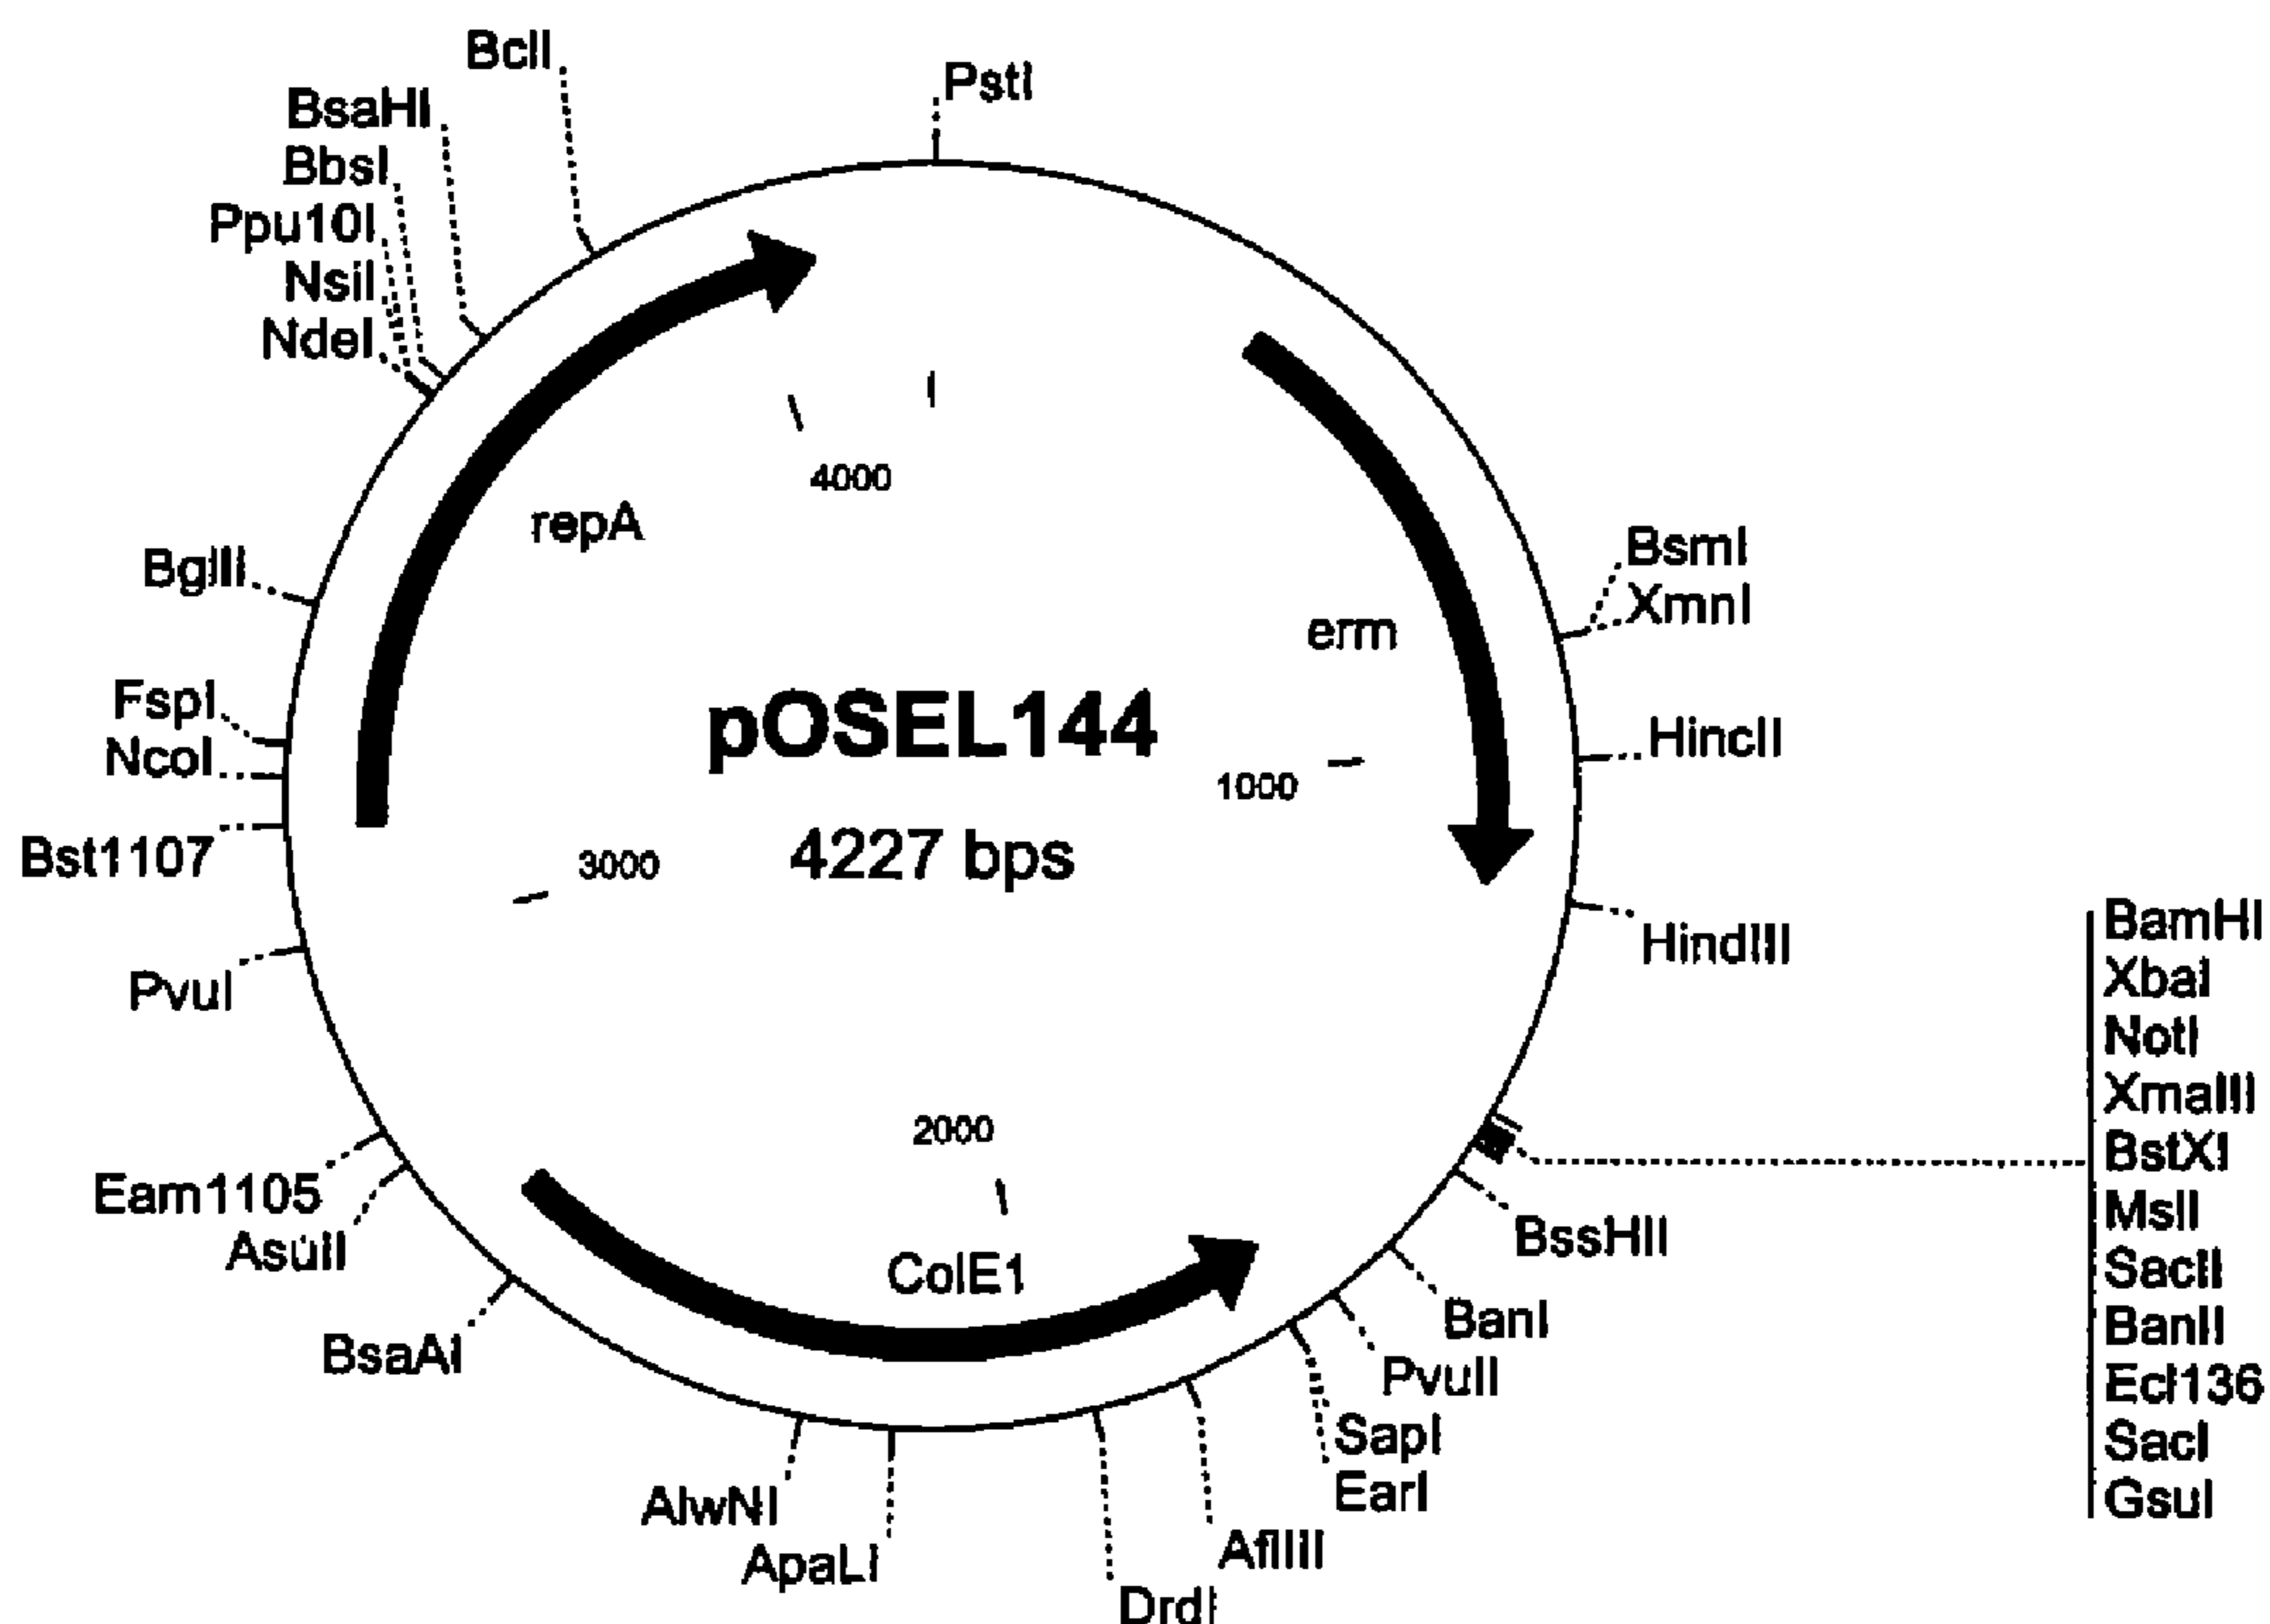 BclI
PstI
BsaHI
BbsI
Ppu10I
NsiI
NdeI
4000
repA
BglII
BsmI
XmnI
erm
FspI
NcoI
pOSEL144
HincII
1000
Bst1107
3000
4227 bps
HindIII
PvuI
BamHI
XbaI
NotI
XmaIII
BstXI
MslI
SacII
BanII
Ecl136
SacI
GsuI
2000
Eam1105
AsuII
BssHII
ColE1
BanI
BsaAI
PvuII
SapI
EarI
AlwNI
ApaLI
AflIII
DrdI